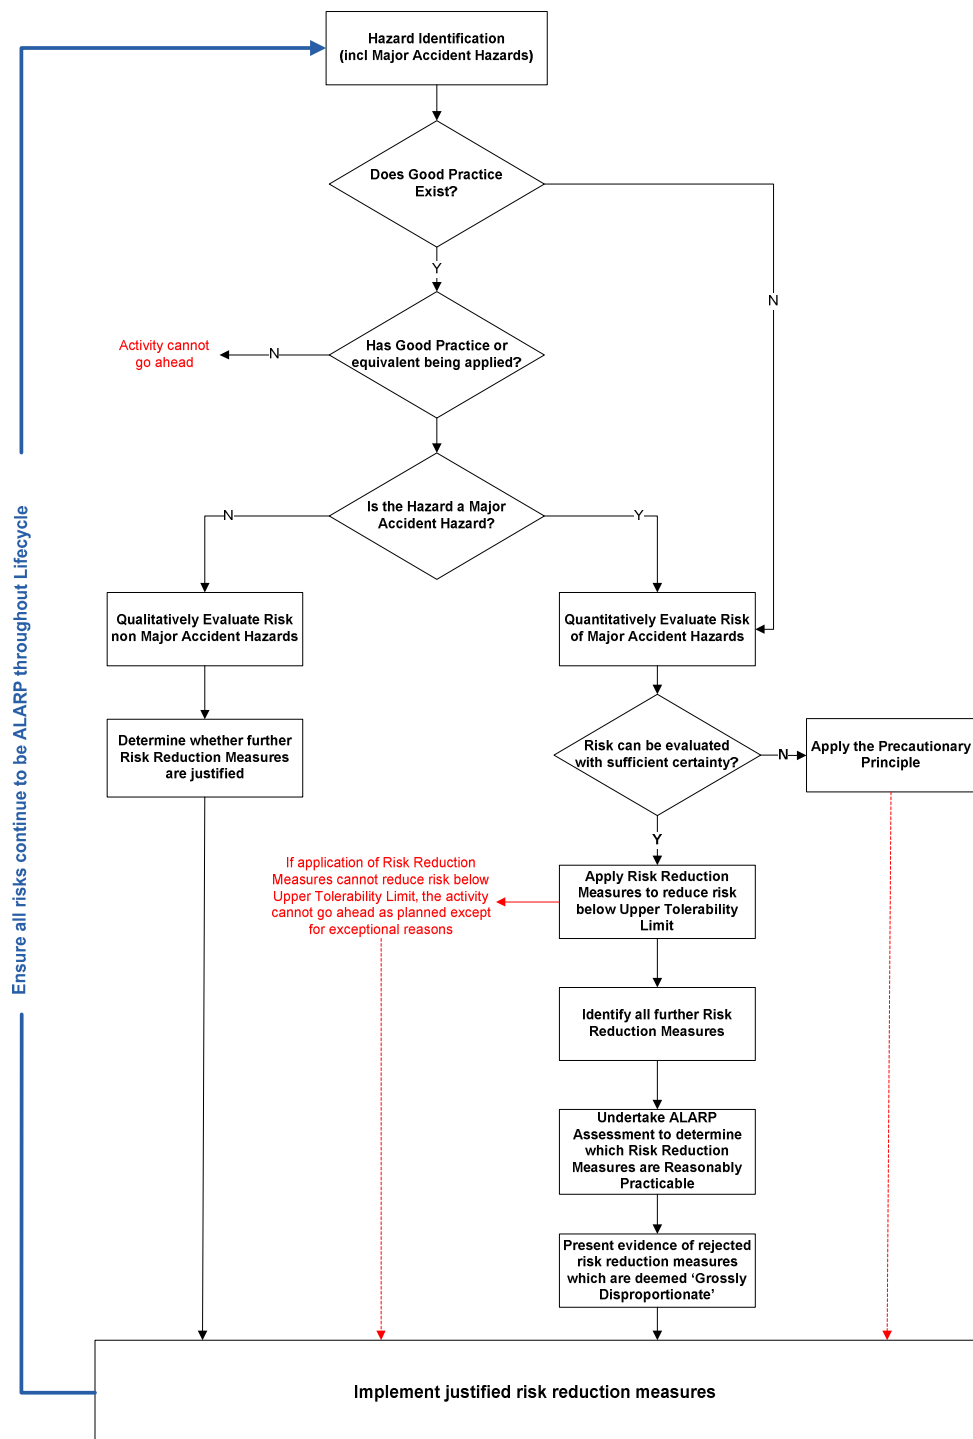 Hazard Identification
(incl Major Accident Hazards)
Does Good Practice
Exist?
Y
N
Has Good Practice or
equivalent being applied?
N
Activity cannot
go ahead
Is the Hazard a Major
Accident Hazard?
N
Y
Qualitatively Evaluate Risk
non Major Accident Hazards
Quantitatively Evaluate Risk
of Major Accident Hazards
Determine whether further
Risk Reduction Measures
are justified
Risk can be evaluated
with sufficient certainty?
N
Apply the Precautionary
Principle
Y
If application of Risk Reduction
Measures cannot reduce risk below
Upper Tolerability Limit, the activity
cannot go ahead as planned except
for exceptional reasons
Apply Risk Reduction
Measures to reduce risk
below Upper Tolerability
Limit
Identify all further Risk
Reduction Measures
Undertake ALARP
Assessment to determine
which Risk Reduction
Measures are Reasonably
Practicable
Present evidence of rejected
risk reduction measures
which are deemed ‘Grossly
Disproportionate’
Implement justified risk reduction measures
Ensure all risks continue to be ALARP throughout Lifecycle